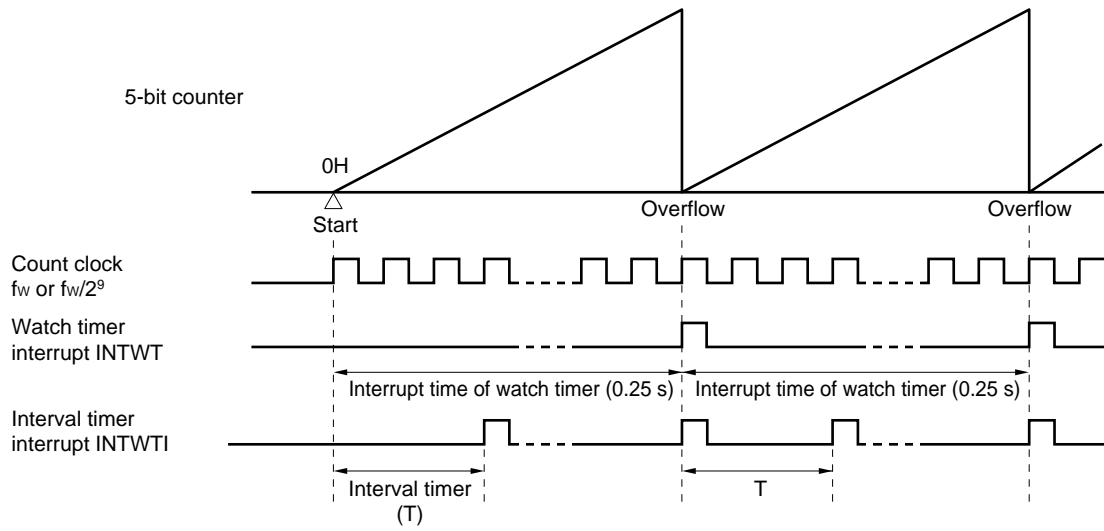 5-bit counter
0H
Start
Overflow
Overflow
Count clock
fW or fW/2⁹
Watch timer
interrupt INTWT
Interrupt time of watch timer (0.25 s)
Interrupt time of watch timer (0.25 s)
Interval timer
interrupt INTWTI
Interval timer
(T)
T